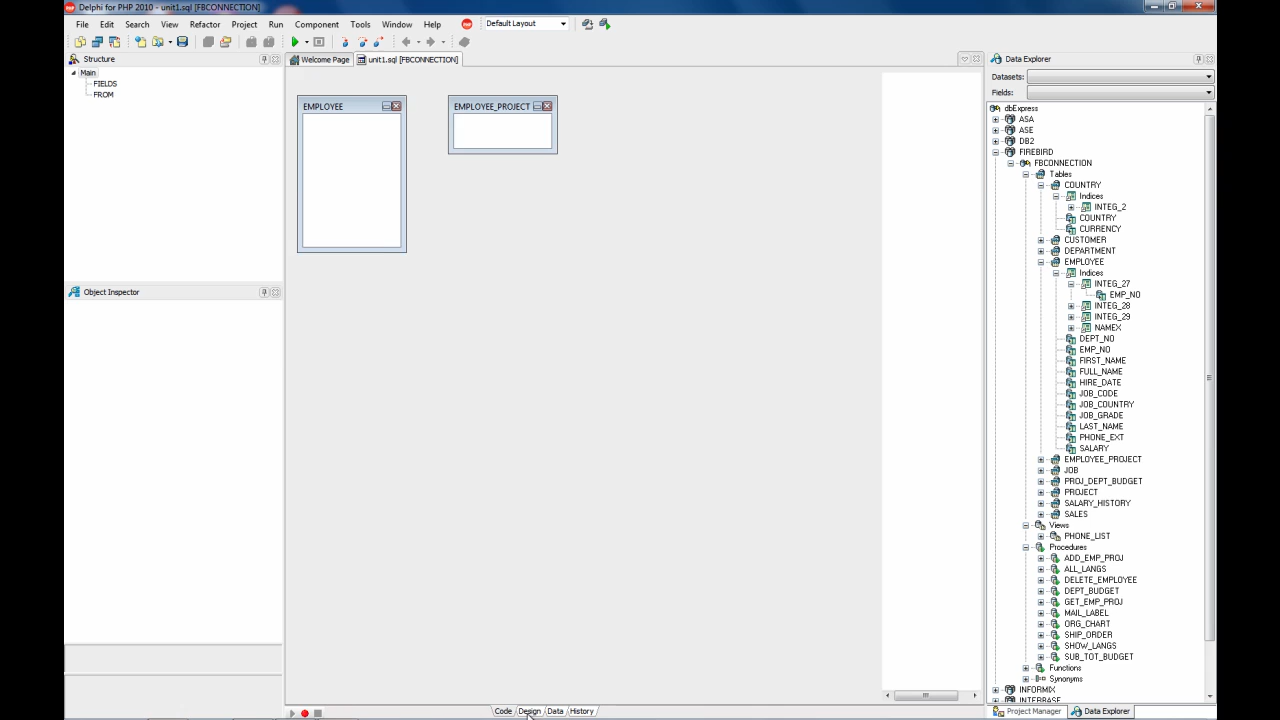 Delphi for PHP 2010 - unit1.sql [FBCONNECTION]
File Edit Search View Refactor Project Run Component Tools Window Help
Default Layout
Structure
Main
FIELDS
FROM
Object Inspector
Welcome Page
unit1.sql [FBCONNECTION]
EMPLOYEE
EMPLOYEE_PROJECT
Code Design Data History
Data Explorer
Datasets:
Fields:
dbExpress
ASA
ASE
DB2
FIREBIRD
FBCONNECTION
Tables
COUNTRY
Indices
INTEG_2
COUNTRY
CURRENCY
CUSTOMER
DEPARTMENT
EMPLOYEE
Indices
INTEG_27
EMP_NO
INTEG_28
INTEG_29
NAMEX
DEPT_NO
EMP_NO
FIRST_NAME
FULL_NAME
HIRE_DATE
JOB_CODE
JOB_COUNTRY
JOB_GRADE
LAST_NAME
PHONE_EXT
SALARY
EMPLOYEE_PROJECT
JOB
PROJ_DEPT_BUDGET
PROJECT
SALARY_HISTORY
SALES
Views
PHONE_LIST
Procedures
ADD_EMP_PROJ
ALL_LANGS
DELETE_EMPLOYEE
DEPT_BUDGET
GET_EMP_PROJ
MAIL_LABEL
ORG_CHART
SHIP_ORDER
SHOW_LANGS
SUB_TOT_BUDGET
Functions
Synonyms
INFORMIX
INTERBASE
Project Manager Data Explorer